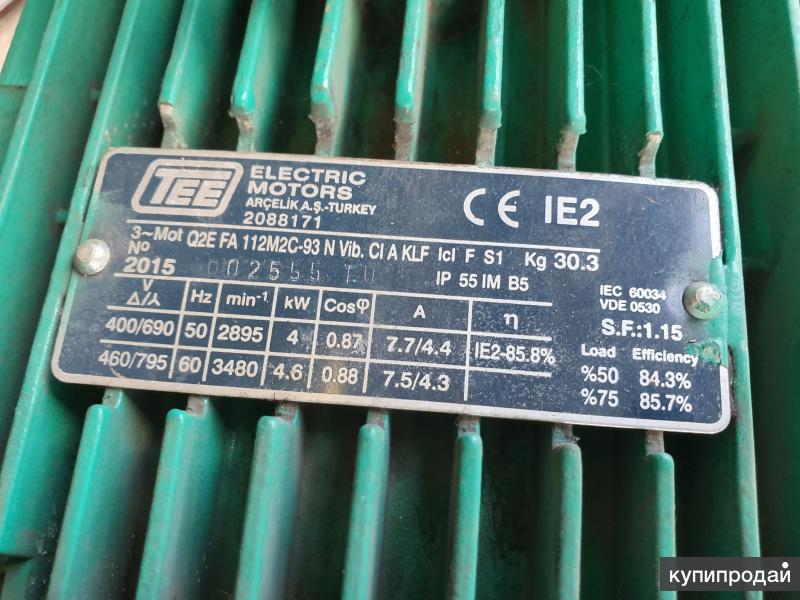 TEE
ELECTRIC
MOTORS
ARÇELİK A.Ş.-TURKEY
2088171
CE IE2
3~Mot Q2E FA 112M2C-93 N Vib. Cl A KLF Icl F S1 Kg 30.3
No
2015 002555 TU IP 55 IM B5
IEC 60034
VDE 0530
S.F.:1.15
V Δ/⅄ Hz min⁻¹ kW Cosφ A η
400/690 50 2895 4 0.87 7.7/4.4 IE2-85.8%
460/795 60 3480 4.6 0.88 7.5/4.3
Load Efficiency
%50 84.3%
%75 85.7%
купипродай